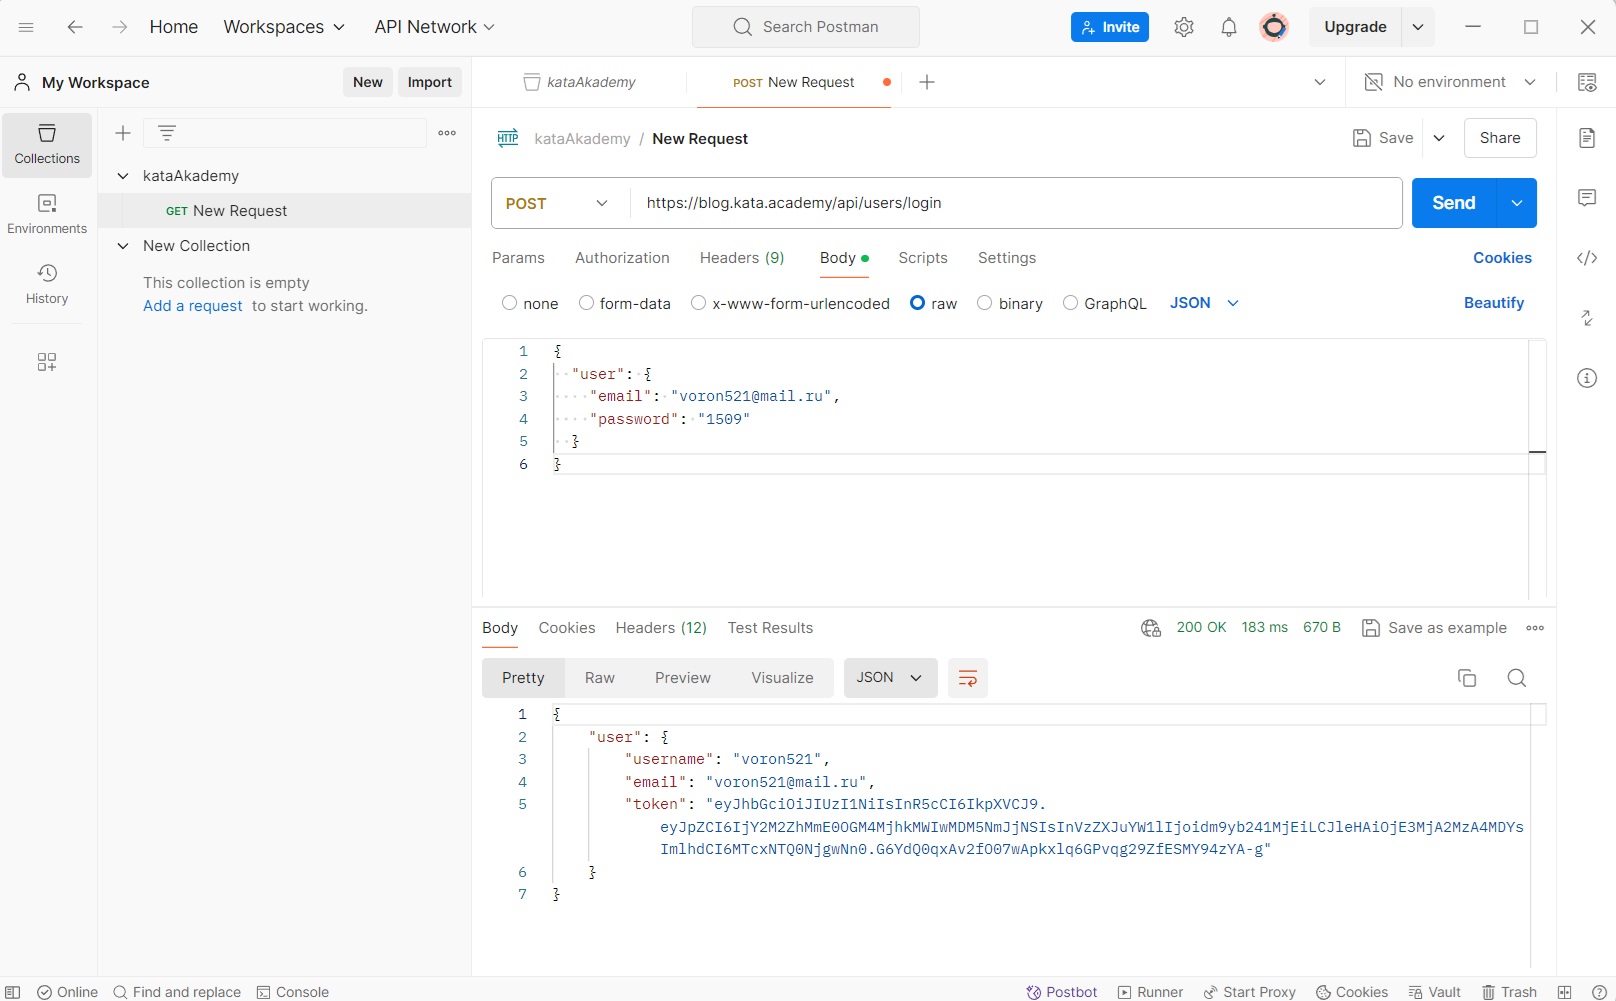 Home Workspaces API Network Search Postman Invite Upgrade
My Workspace New Import kataAkademy POST New Request No environment
Collections
Environments
History
kataAkademy
GET New Request
New Collection
This collection is empty
Add a request to start working.
HTTP kataAkademy / New Request Save Share
POST https://blog.kata.academy/api/users/login Send
Params Authorization Headers (9) Body Scripts Settings Cookies
none form-data x-www-form-urlencoded raw binary GraphQL JSON Beautify
1 {
2 "user": {
3 "email": "voron521@mail.ru",
4 "password": "1509"
5 }
6 }
Body Cookies Headers (12) Test Results 200 OK 183 ms 670 B Save as example
Pretty Raw Preview Visualize JSON
1 {
2 "user": {
3 "username": "voron521",
4 "email": "voron521@mail.ru",
5 "token": "eyJhbGciOiJIUzI1NiIsInR5cCI6IkpXVCJ9.
eyJpZCI6IjY2M2ZhMmE0OGM4MjhkMWIwMDM5NmJjNSIsInVzZXJuYW1lIjoidm9yb241MjEiLCJleHAiOjE3MjA2MzA4MDYs
ImlhdCI6MTcxNTQ0NjgwNn0.G6YdQ0qxAv2fO07wApkxlq6GPvqg29ZfESMY94zYA-g"
6 }
7 }
Online Find and replace Console Postbot Runner Start Proxy Cookies Vault Trash